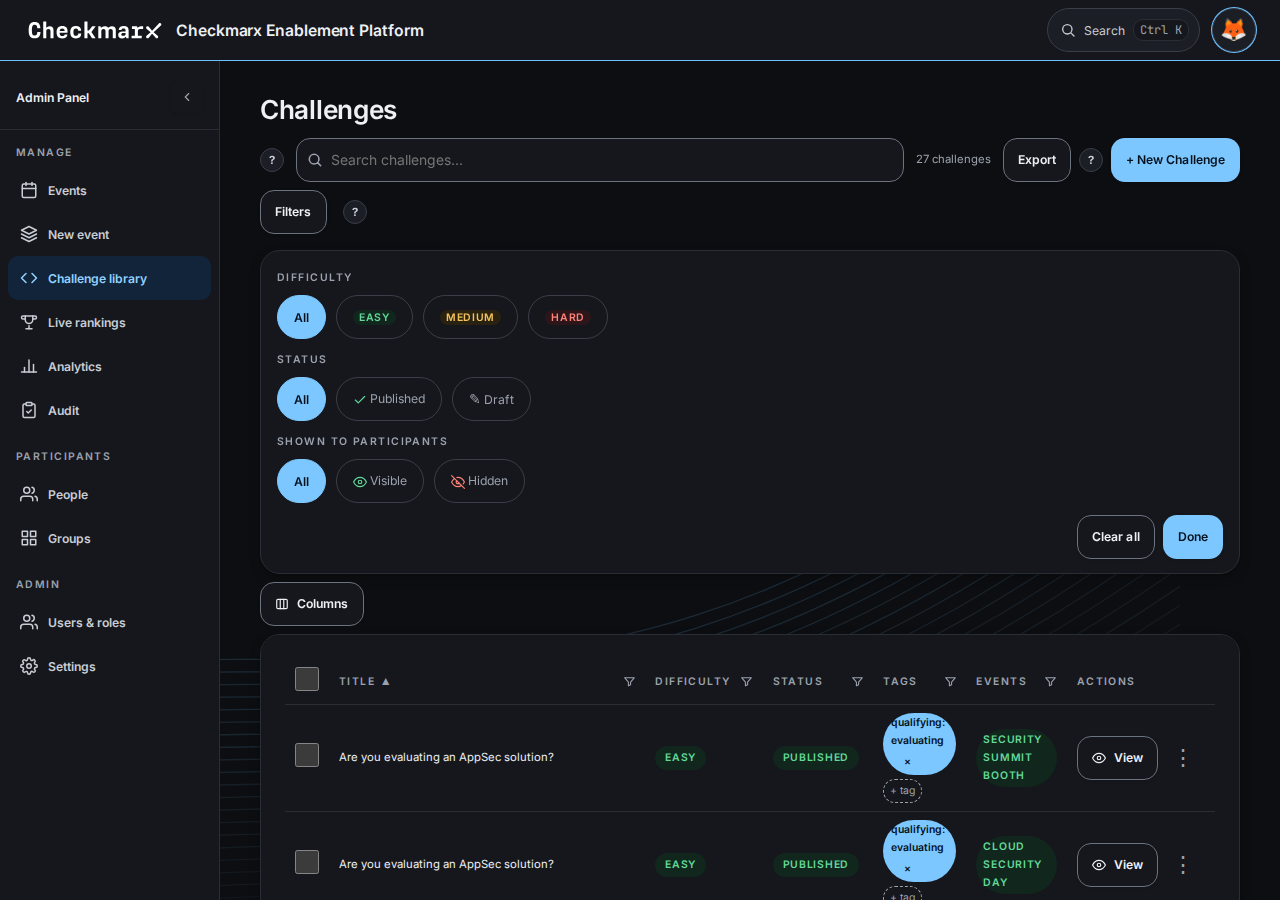 Checkmarx Checkmarx Enablement Platform
Search Ctrl K
Admin Panel
MANAGE
Events
New event
Challenge library
Live rankings
Analytics
Audit
PARTICIPANTS
People
Groups
ADMIN
Users & roles
Settings
Challenges
? Search challenges... 27 challenges Export ? + New Challenge
Filters ?
DIFFICULTY
All EASY MEDIUM HARD
STATUS
All Published Draft
SHOWN TO PARTICIPANTS
All Visible Hidden
Clear all Done
Columns
TITLE ▲ DIFFICULTY STATUS TAGS EVENTS ACTIONS
Are you evaluating an AppSec solution? EASY PUBLISHED
qualifying:
evaluating
×
+ tag
SECURITY
SUMMIT
BOOTH
View
Are you evaluating an AppSec solution? EASY PUBLISHED
qualifying:
evaluating
×
+ tag
CLOUD
SECURITY
DAY
View